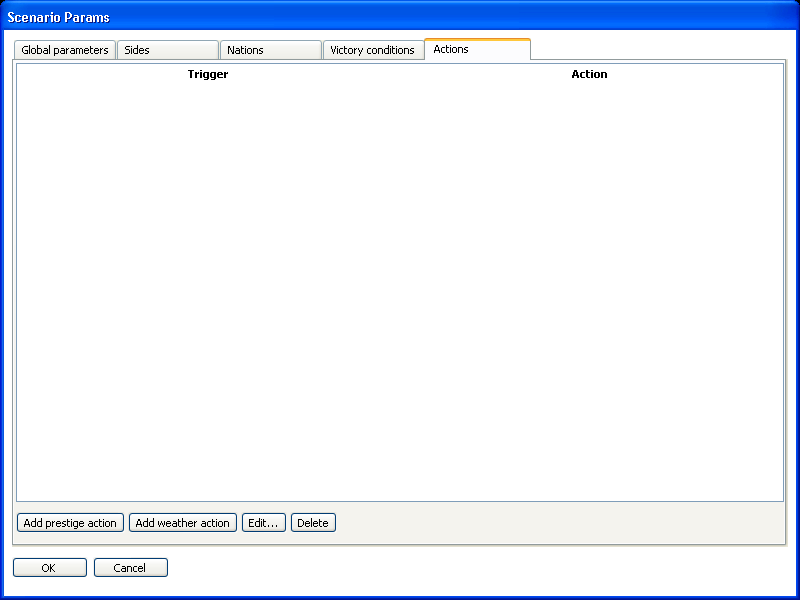 Scenario Params
Global parameters Sides Nations Victory conditions Actions
Trigger Action
Add prestige action Add weather action Edit... Delete
OK Cancel